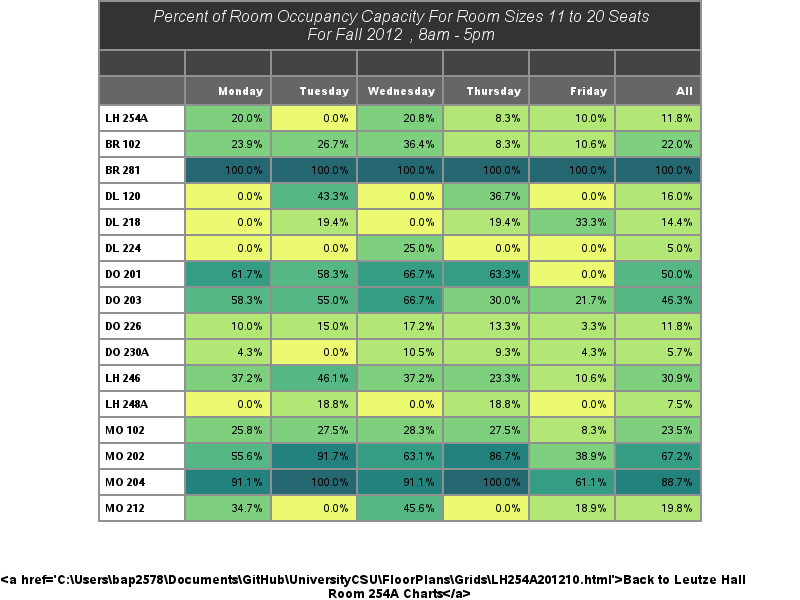 Percent of Room Occupancy Capacity For Room Sizes 11 to 20 Seats
For Fall 2012 , 8am - 5pm
Monday Tuesday Wednesday Thursday Friday All
LH 254A 20.0% 0.0% 20.8% 8.3% 10.0% 11.8%
BR 102 23.9% 26.7% 36.4% 8.3% 10.6% 22.0%
BR 281 100.0% 100.0% 100.0% 100.0% 100.0% 100.0%
DL 120 0.0% 43.3% 0.0% 36.7% 0.0% 16.0%
DL 218 0.0% 19.4% 0.0% 19.4% 33.3% 14.4%
DL 224 0.0% 0.0% 25.0% 0.0% 0.0% 5.0%
DO 201 61.7% 58.3% 66.7% 63.3% 0.0% 50.0%
DO 203 58.3% 55.0% 66.7% 30.0% 21.7% 46.3%
DO 226 10.0% 15.0% 17.2% 13.3% 3.3% 11.8%
DO 230A 4.3% 0.0% 10.5% 9.3% 4.3% 5.7%
LH 246 37.2% 46.1% 37.2% 23.3% 10.6% 30.9%
LH 248A 0.0% 18.8% 0.0% 18.8% 0.0% 7.5%
MO 102 25.8% 27.5% 28.3% 27.5% 8.3% 23.5%
MO 202 55.6% 91.7% 63.1% 86.7% 38.9% 67.2%
MO 204 91.1% 100.0% 91.1% 100.0% 61.1% 88.7%
MO 212 34.7% 0.0% 45.6% 0.0% 18.9% 19.8%
<a href='C:\Users\bap2578\Documents\GitHub\UniversityCSU\FloorPlans\Grids\LH254A201210.html'>Back to Leutze Hall
Room 254A Charts</a>